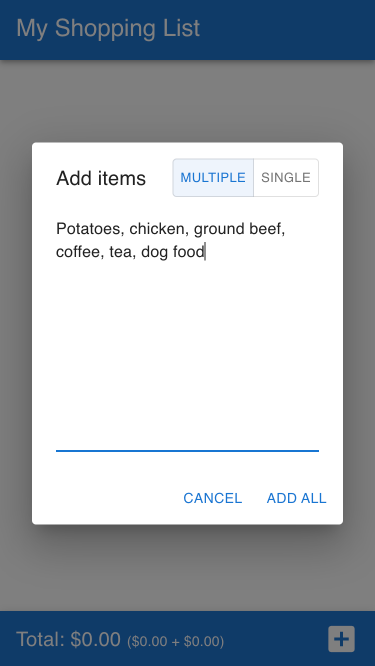 My Shopping List
Add items
MULTIPLE
SINGLE
Potatoes, chicken, ground beef,
coffee, tea, dog food
CANCEL
ADD ALL
Total: $0.00 ($0.00 + $0.00)